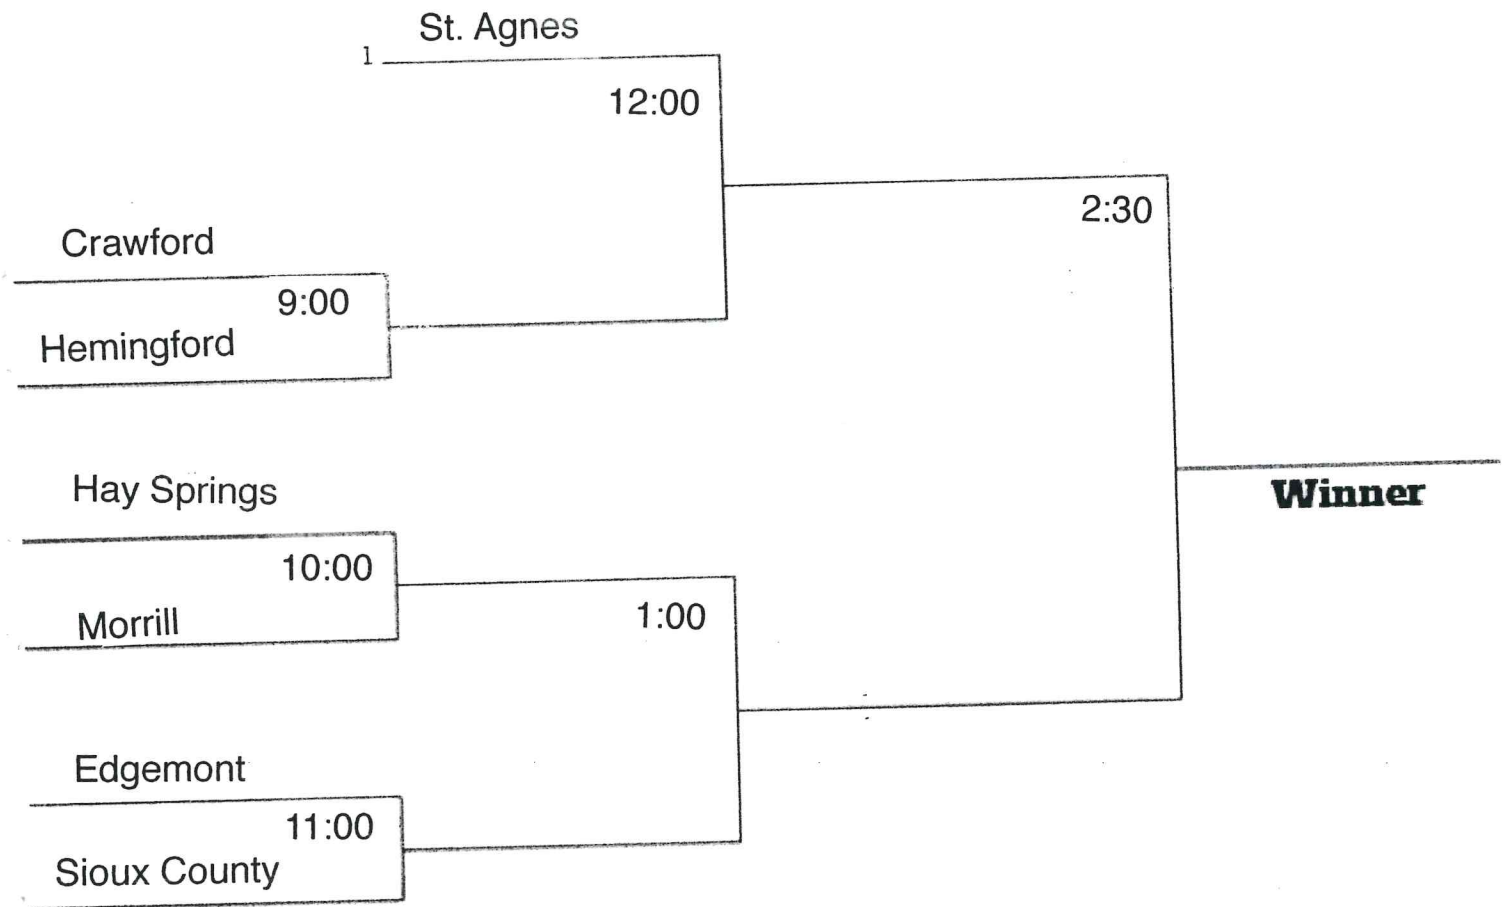 St. Agnes
1
12:00
2:30
Crawford
9:00
Hemingford
Hay Springs
Winner
10:00
Morrill
1:00
Edgemont
11:00
Sioux County